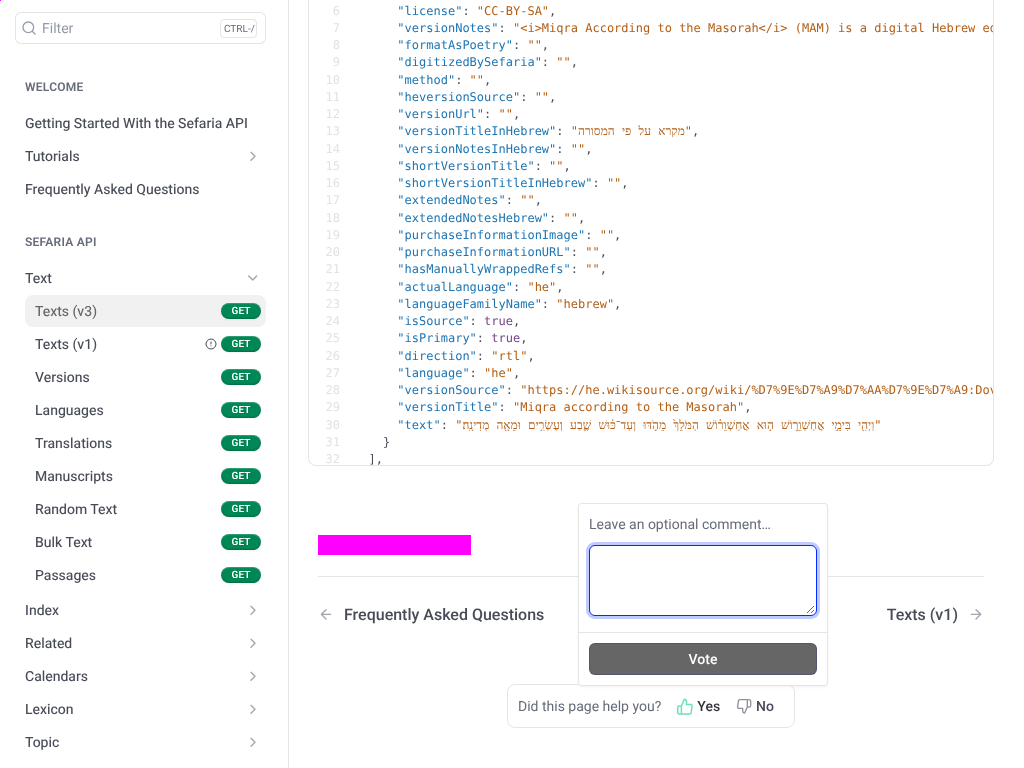 Filter
CTRL-/
WELCOME
Getting Started With the Sefaria API
Tutorials
Frequently Asked Questions
SEFARIA API
Text
Texts (v3) GET
Texts (v1) GET
Versions GET
Languages GET
Translations GET
Manuscripts GET
Random Text GET
Bulk Text GET
Passages GET
Index
Related
Calendars
Lexicon
Topic
6 "license": "CC-BY-SA",
7 "versionNotes": "<i>Miqra According to the Masorah</i> (MAM) is a digital Hebrew ed
8 "formatAsPoetry": "",
9 "digitizedBySefaria": "",
10 "method": "",
11 "heversionSource": "",
12 "versionUrl": "",
13 "versionTitleInHebrew": "מקרא על פי המסורה",
14 "versionNotesInHebrew": "",
15 "shortVersionTitle": "",
16 "shortVersionTitleInHebrew": "",
17 "extendedNotes": "",
18 "extendedNotesHebrew": "",
19 "purchaseInformationImage": "",
20 "purchaseInformationURL": "",
21 "hasManuallyWrappedRefs": "",
22 "actualLanguage": "he",
23 "languageFamilyName": "hebrew",
24 "isSource": true,
25 "isPrimary": true,
26 "direction": "rtl",
27 "language": "he",
28 "versionSource": "https://he.wikisource.org/wiki/%D7%9E%D7%A9%D7%AA%D7%9E%D7%A9:Dov
29 "versionTitle": "Miqra according to the Masorah",
30 "text": "וַיְהִ֖י בִּימֵ֣י אֲחַשְׁוֵר֑וֹשׁ ה֣וּא אֲחַשְׁוֵר֗וֹשׁ הַמֹּלֵךְ֙ מֵהֹ֣דּוּ וְעַד־כּ֔וּשׁ שֶׁ֛בַע וְעֶשְׂרִ֥ים וּמֵאָ֖ה מְדִינָֽה׃"
31 }
32 ],
Leave an optional comment…
Vote
Frequently Asked Questions
Texts (v1)
Did this page help you? Yes No